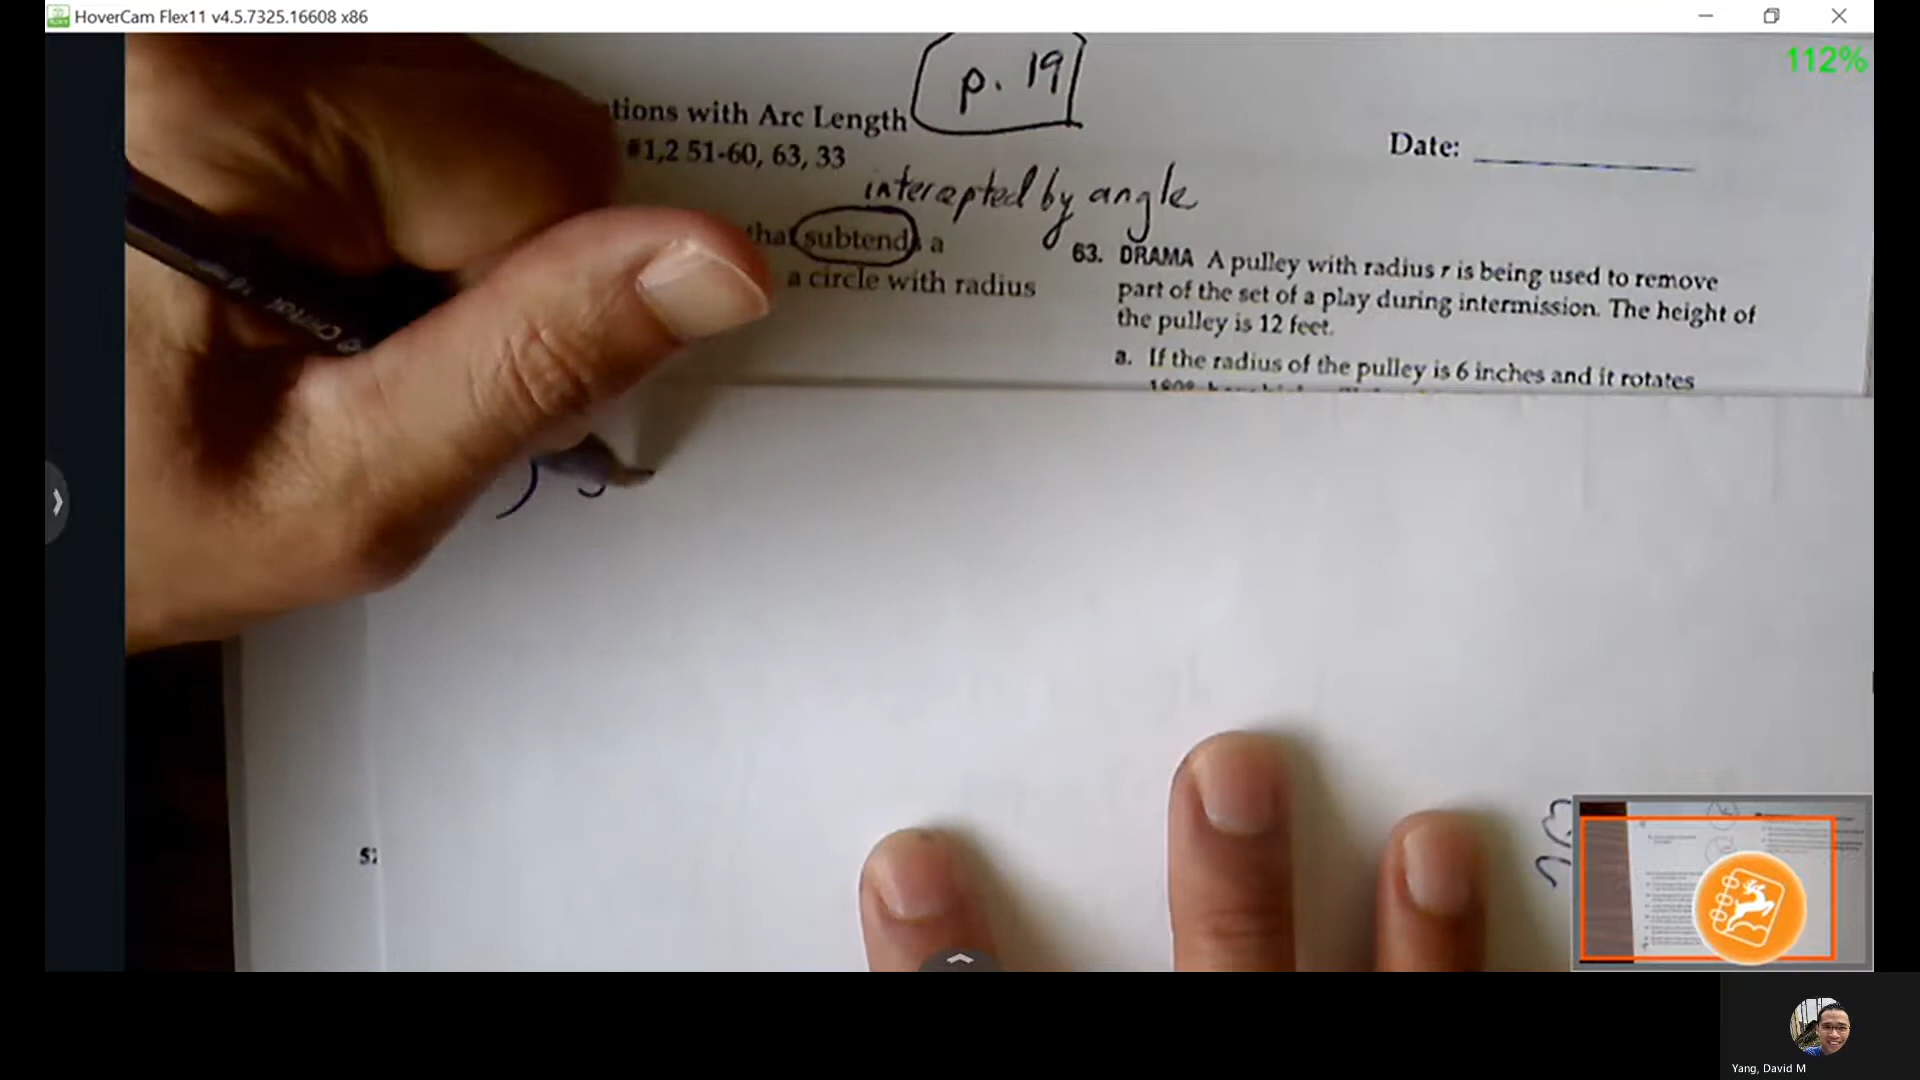 HoverCam Flex11 v4.5.7325.16608 x86
112%
p. 19
tions with Arc Length
#1,2 51-60, 63, 33
Date:
intercepted by angle
that subtends a
a circle with radius
63. DRAMA A pulley with radius r is being used to remove
part of the set of a play during intermission. The height of
the pulley is 12 feet.
a. If the radius of the pulley is 6 inches and it rotates
Yang, David M